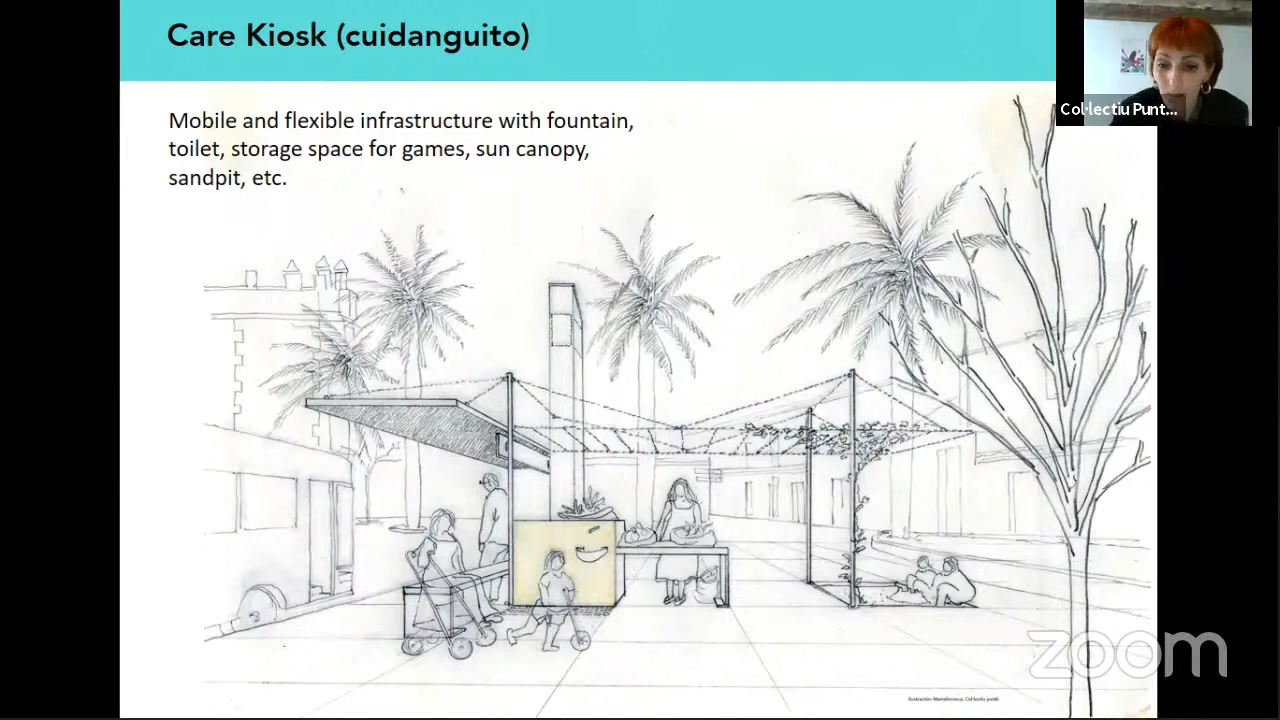 Care Kiosk (cuidanguito)
Col·lectiu Punt...
Mobile and flexible infrastructure with fountain,
toilet, storage space for games, sun canopy,
sandpit, etc.
zoom